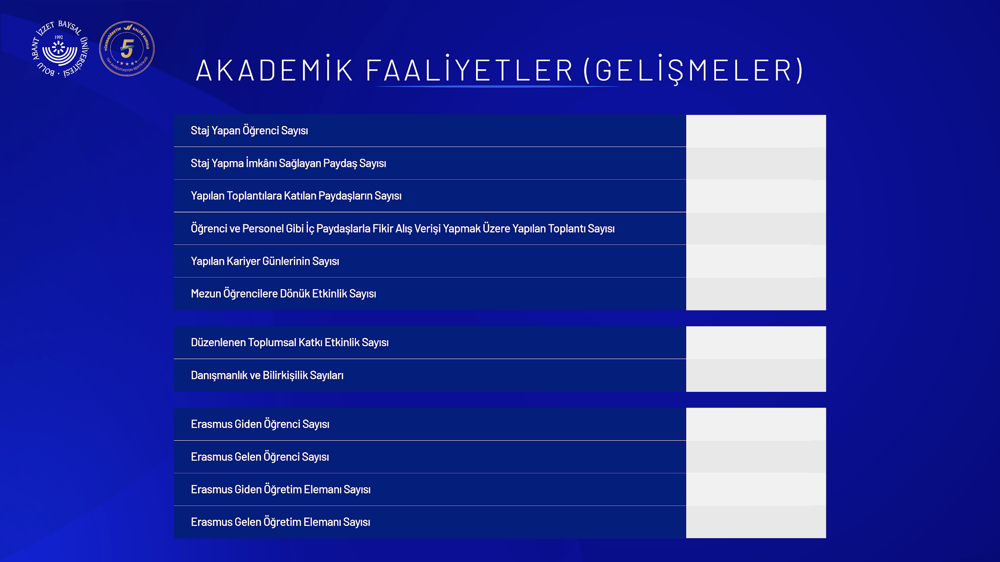 BOLU ABANT İZZET BAYSAL ÜNİVERSİTESİ
1992
YÜKSEKÖĞRETİM KALİTE KURULU
5
TAM AKREDİTASYON SERTİFİKASI
AKADEMİK FAALİYETLER (GELİŞMELER)
Staj Yapan Öğrenci Sayısı
Staj Yapma İmkânı Sağlayan Paydaş Sayısı
Yapılan Toplantılara Katılan Paydaşların Sayısı
Öğrenci ve Personel Gibi İç Paydaşlarla Fikir Alış Verişi Yapmak Üzere Yapılan Toplantı Sayısı
Yapılan Kariyer Günlerinin Sayısı
Mezun Öğrencilere Dönük Etkinlik Sayısı
Düzenlenen Toplumsal Katkı Etkinlik Sayısı
Danışmanlık ve Bilirkişilik Sayıları
Erasmus Giden Öğrenci Sayısı
Erasmus Gelen Öğrenci Sayısı
Erasmus Giden Öğretim Elemanı Sayısı
Erasmus Gelen Öğretim Elemanı Sayısı